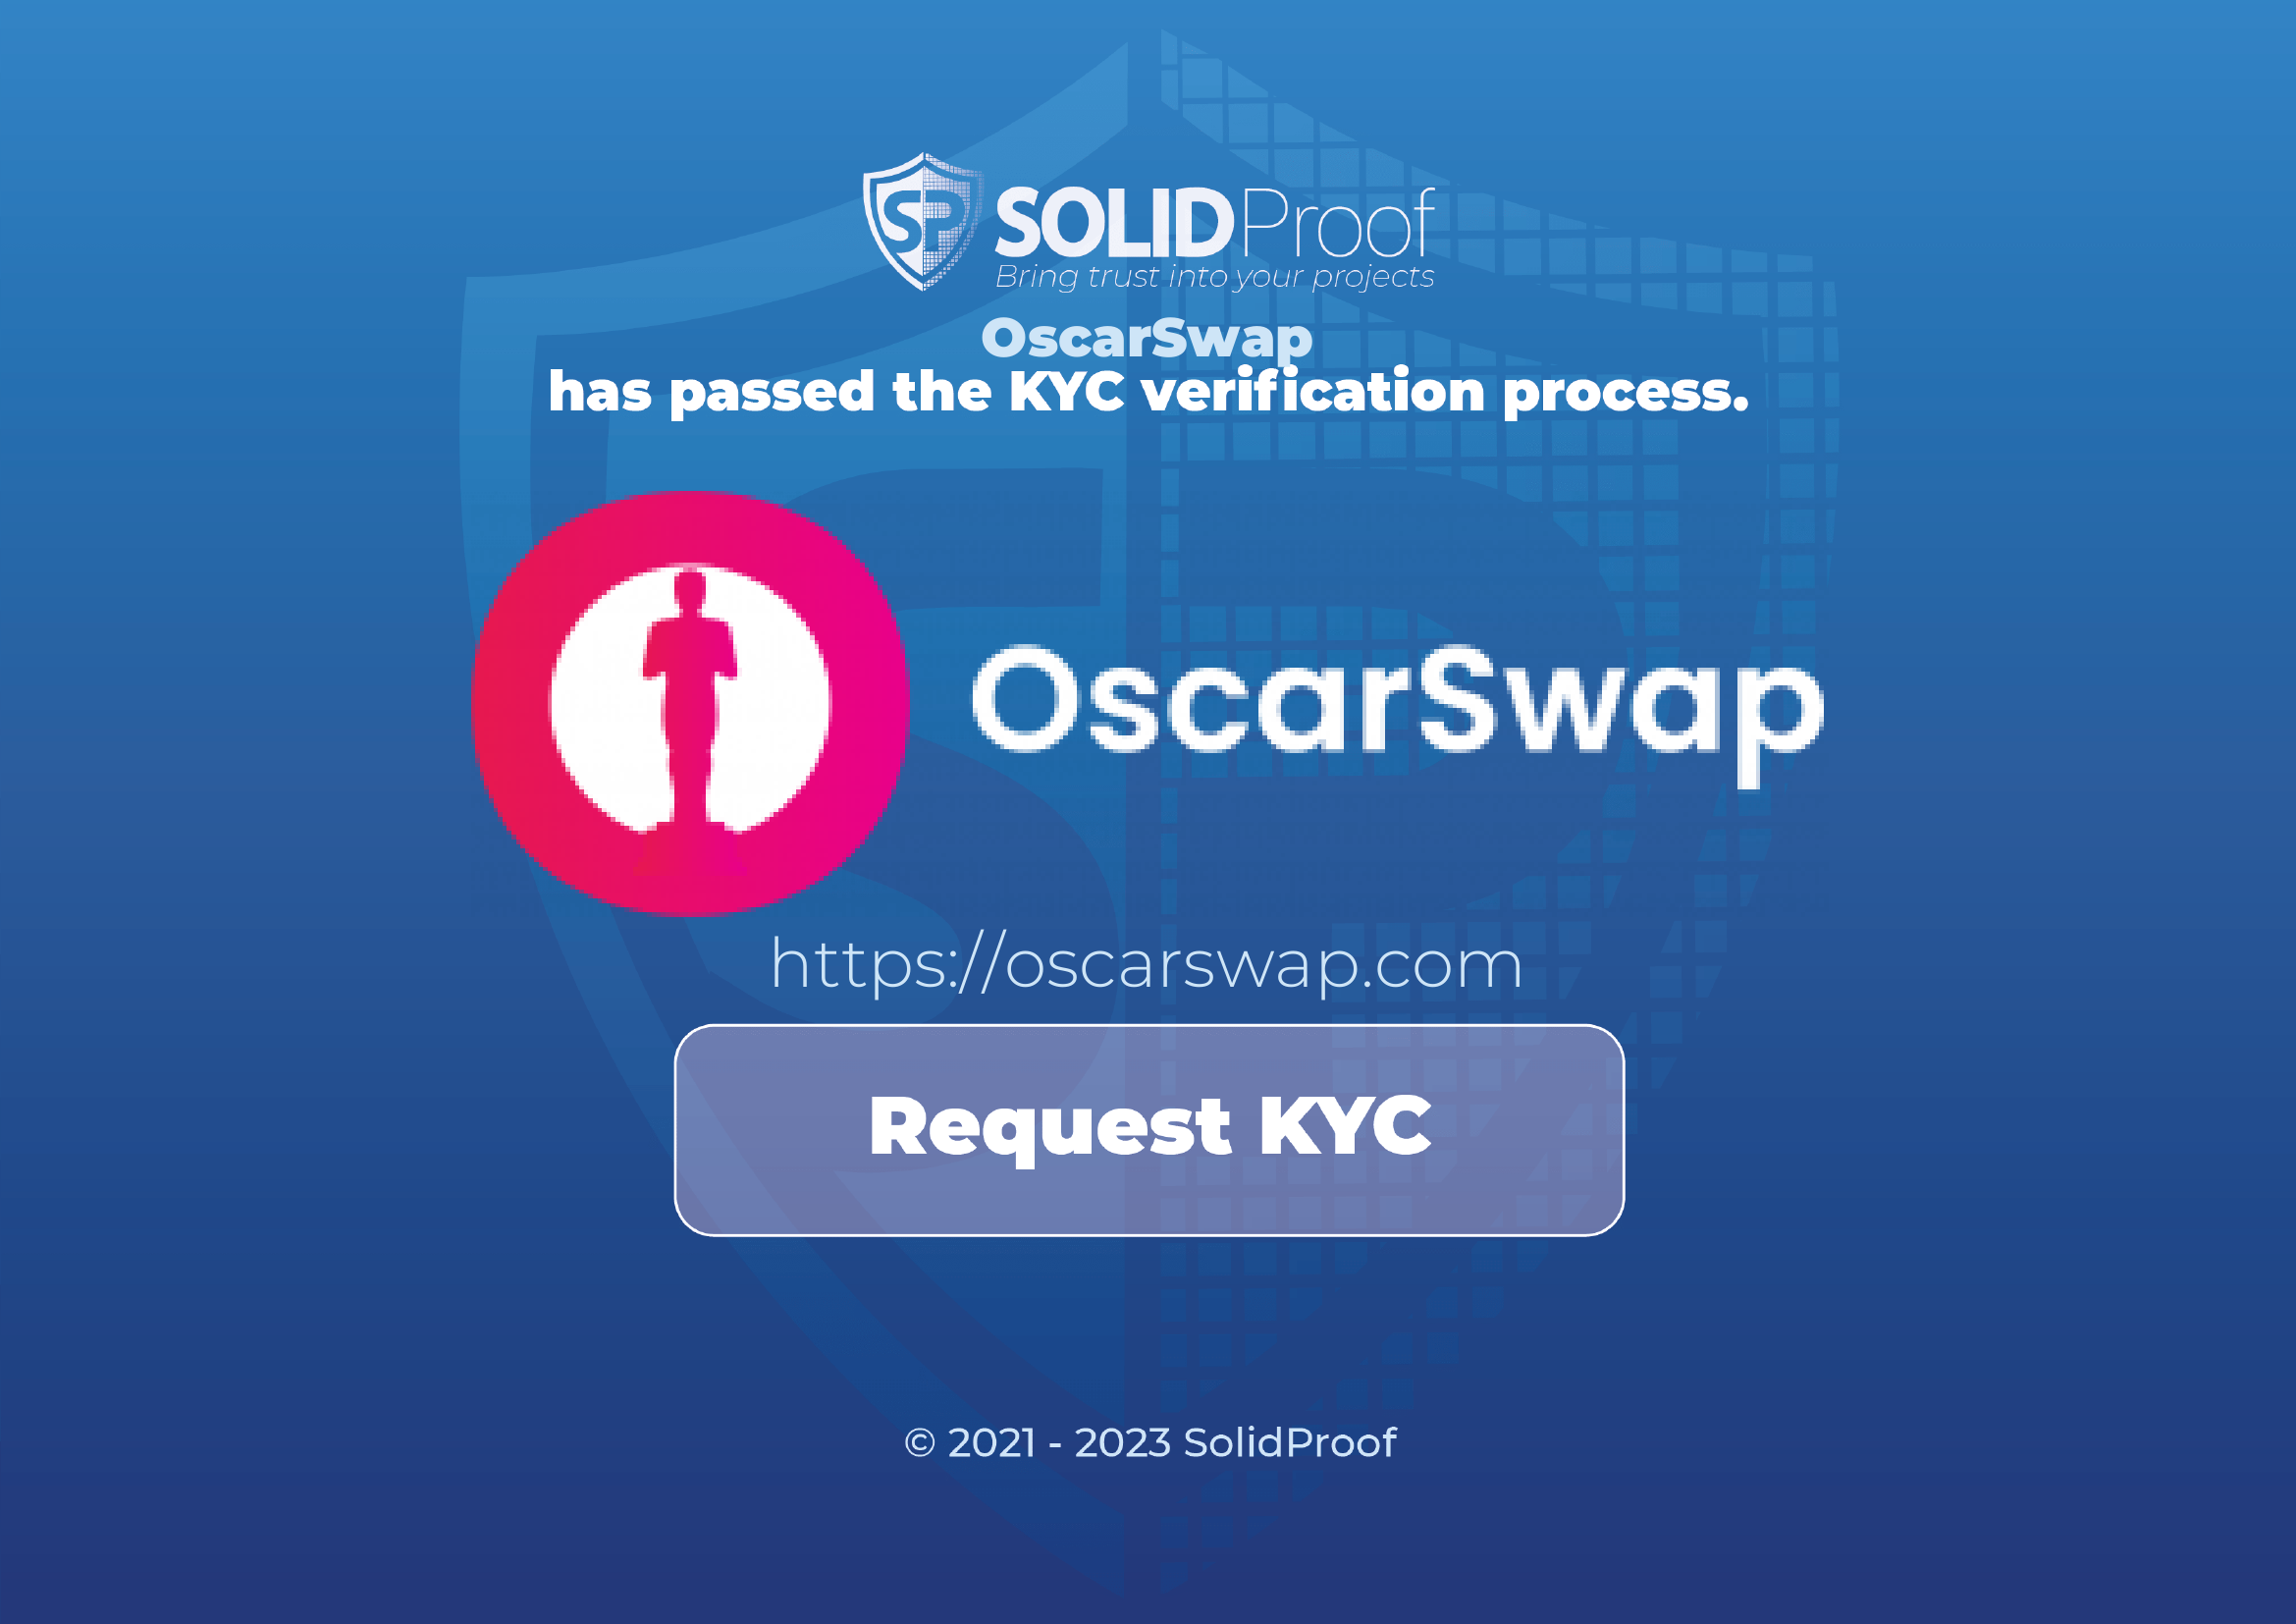 SP SOLIDProof
Bring trust into your projects
OscarSwap
has passed the KYC verification process.
OscarSwap
https://oscarswap.com
Request KYC
© 2021 - 2023 SolidProof